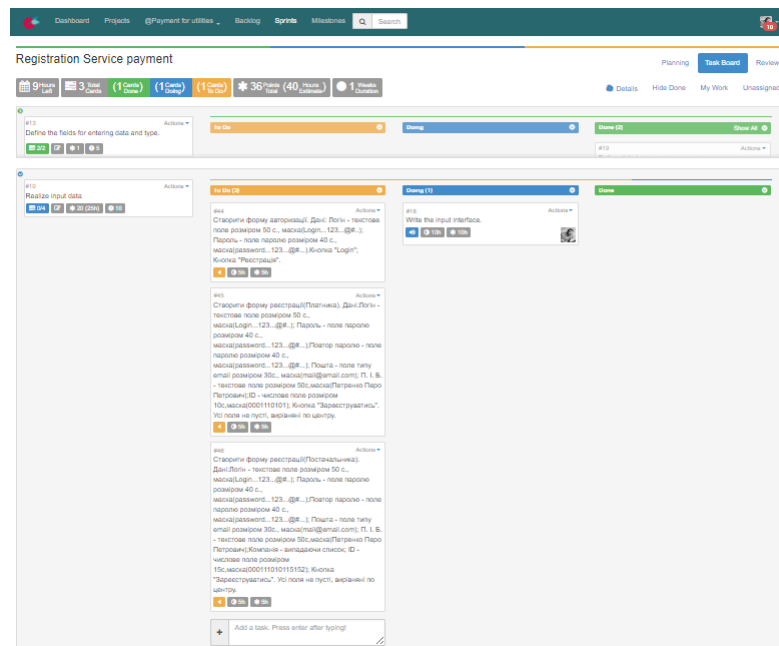 Dashboard Projects @Payment for utilities Backlog Sprints Milestones Search
10
Registration Service payment
Planning Task Board Review
9 Hours Left 3 Total Cards (1 Cards Done) (1 Cards Doing) (1 Cards To Do) 36 Points Total (40 Hours Estimate) 1 Weeks Duration
Details Hide Done My Work Unassigned
#13 Actions
Define the fields for entering data and type.
2/2 1 5
To Do
Doing
Done (2) Show All
#19 Actions
#10 Actions
Realize input data
0/4 20 (25h) 10
To Do (3)
Doing (1)
Done
#44 Actions
Створити форму авторизації. Дані: Логін - текстове
поле розміром 50 с., маска(Login...123...@#..);
Пароль - поле паролю розміром 40 с.,
маска(password...123...@#...).Кнопка "Login";
Кнопка "Реєстрація".
5h 5h
Actions
Write the input interface.
10h 10h
#45 Actions
Створити форму реєстрації(Платника). Дані:Логін -
текстове поле розміром 50 с.,
маска(Login...123...@#..); Пароль - поле паролю
розміром 40 с.,
маска(password...123...@#...);Повтор паролю - поле
паролю розміром 40 с.,
маска(password...123...@#...); Пошта - поле типу
email розміром 30с., маска(mail@email.com); П. І. Б.
- текстове поле розміром 50с,маска(Петренко Перо
Петрович);ID - числове поле розміром
10с,маска(0001110101); Кнопка "Зареєструватись".
Усі поля не пусті, вирівняні по центру.
5h 5h
#46 Actions
Створити форму реєстрації(Постачальника).
Дані:Логін - текстове поле розміром 50 с.,
маска(Login...123...@#..); Пароль - поле паролю
розміром 40 с.,
маска(password...123...@#...);Повтор паролю - поле
паролю розміром 40 с.,
маска(password...123...@#...); Пошта - поле типу
email розміром 30с., маска(mail@email.com); П. І. Б.
- текстове поле розміром 50с,маска(Петренко Перо
Петрович);Компанія - випадаючи список; ID -
числове поле розміром
15с,маска(000111010115152); Кнопка
"Зареєструватись". Усі поля не пусті, вирівняні по
центру.
5h 5h
+ Add a task. Press enter after typing!